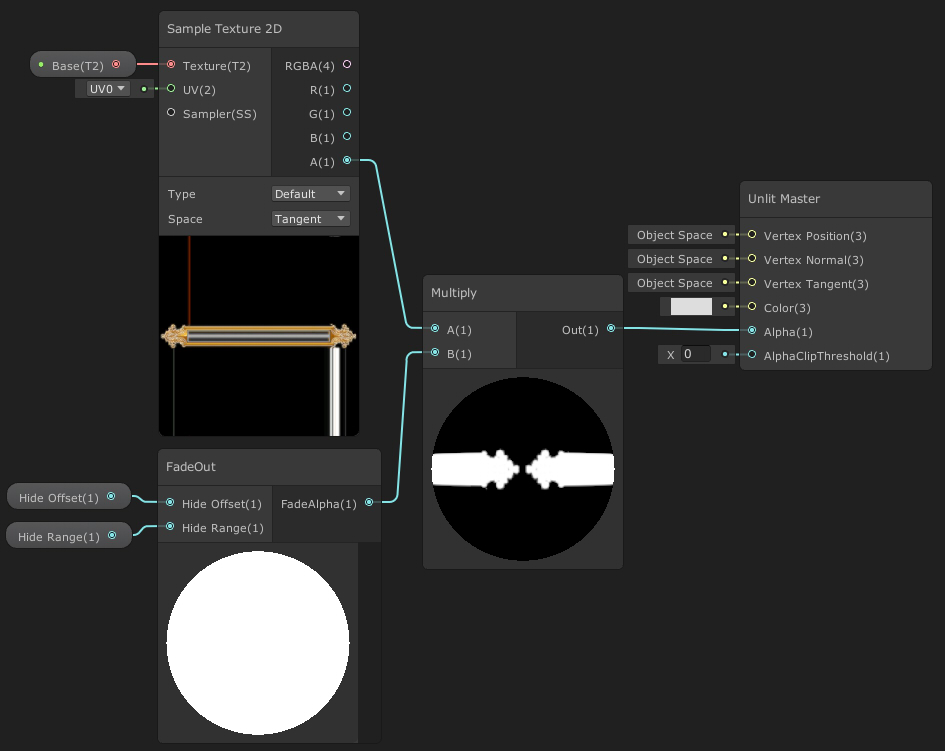 Sample Texture 2D
Base(T2)
Texture(T2)
RGBA(4)
UV0
UV(2)
R(1)
Sampler(SS)
G(1)
B(1)
A(1)
Type
Default
Space
Tangent
Unlit Master
Object Space
Vertex Position(3)
Object Space
Vertex Normal(3)
Object Space
Vertex Tangent(3)
Color(3)
Alpha(1)
X 0
AlphaClipThreshold(1)
Multiply
A(1)
Out(1)
B(1)
FadeOut
Hide Offset(1)
Hide Offset(1)
FadeAlpha(1)
Hide Range(1)
Hide Range(1)